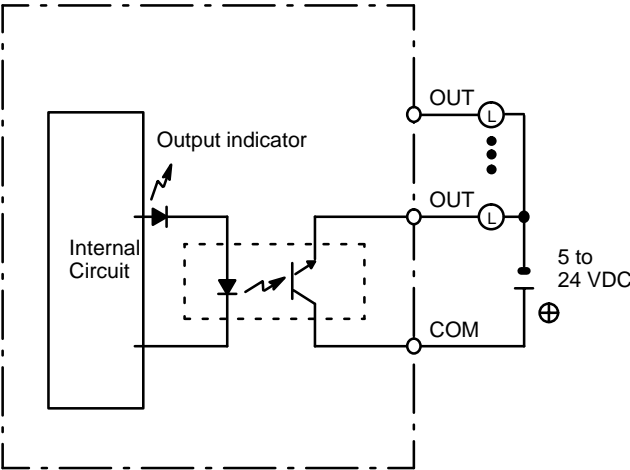 OUT
L
Output indicator
OUT
L
Internal
Circuit
5 to
24 VDC
COM